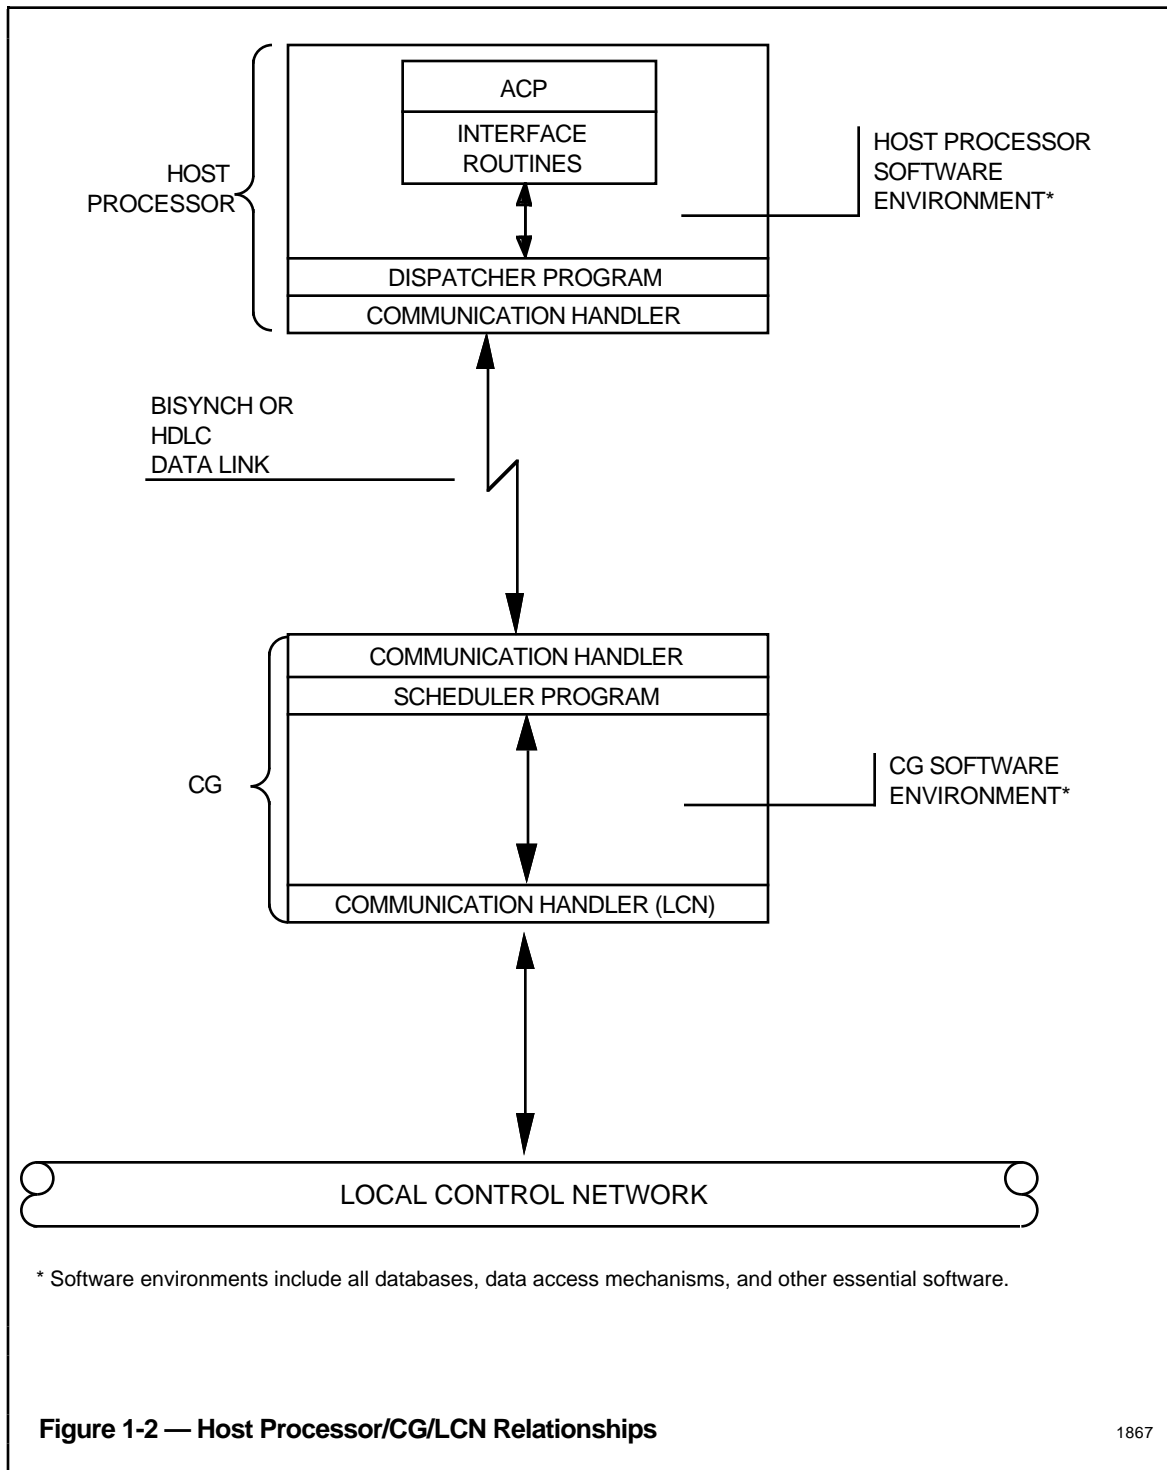 ACP
INTERFACE
ROUTINES
HOST PROCESSOR
SOFTWARE
ENVIRONMENT*
HOST
PROCESSOR
DISPATCHER PROGRAM
COMMUNICATION HANDLER
BISYNCH OR
HDLC
DATA LINK
COMMUNICATION HANDLER
SCHEDULER PROGRAM
CG
CG SOFTWARE
ENVIRONMENT*
COMMUNICATION HANDLER (LCN)
LOCAL CONTROL NETWORK
* Software environments include all databases, data access mechanisms, and other essential software.
Figure 1-2 — Host Processor/CG/LCN Relationships
1867